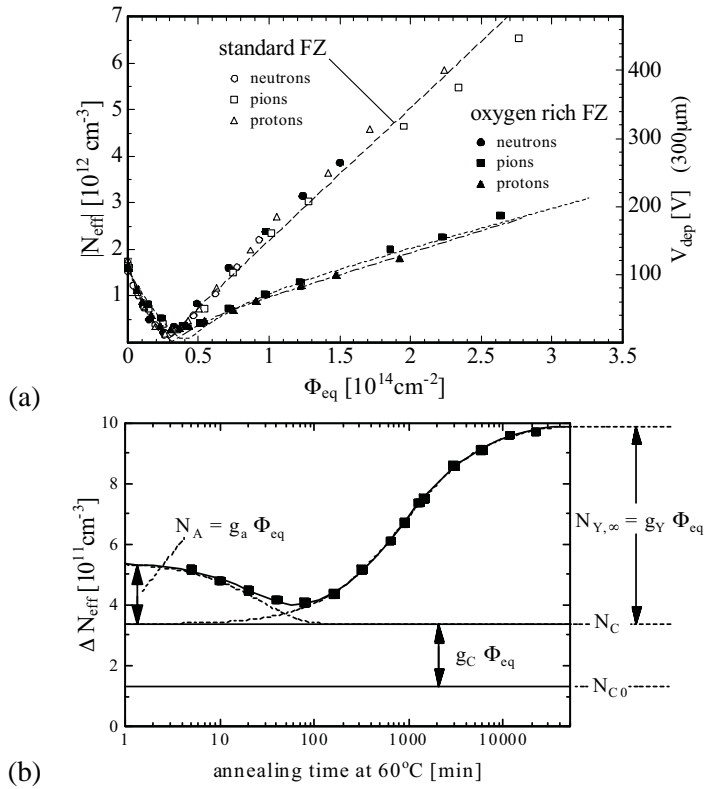 7
6
5
4
3
2
1
|N_eff| [10^12 cm^-3]
standard FZ
neutrons
pions
protons
oxygen rich FZ
neutrons
pions
protons
400
300
200
100
V_dep [V] (300μm)
0 0.5 1 1.5 2 2.5 3 3.5
Φ_eq [10^14cm^-2]
(a)
10
8
6
4
2
0
Δ N_eff [10^11cm^-3]
N_A = g_a Φ_eq
N_Y,∞ = g_Y Φ_eq
N_C
g_C Φ_eq
N_C0
1 10 100 1000 10000
annealing time at 60°C [min]
(b)